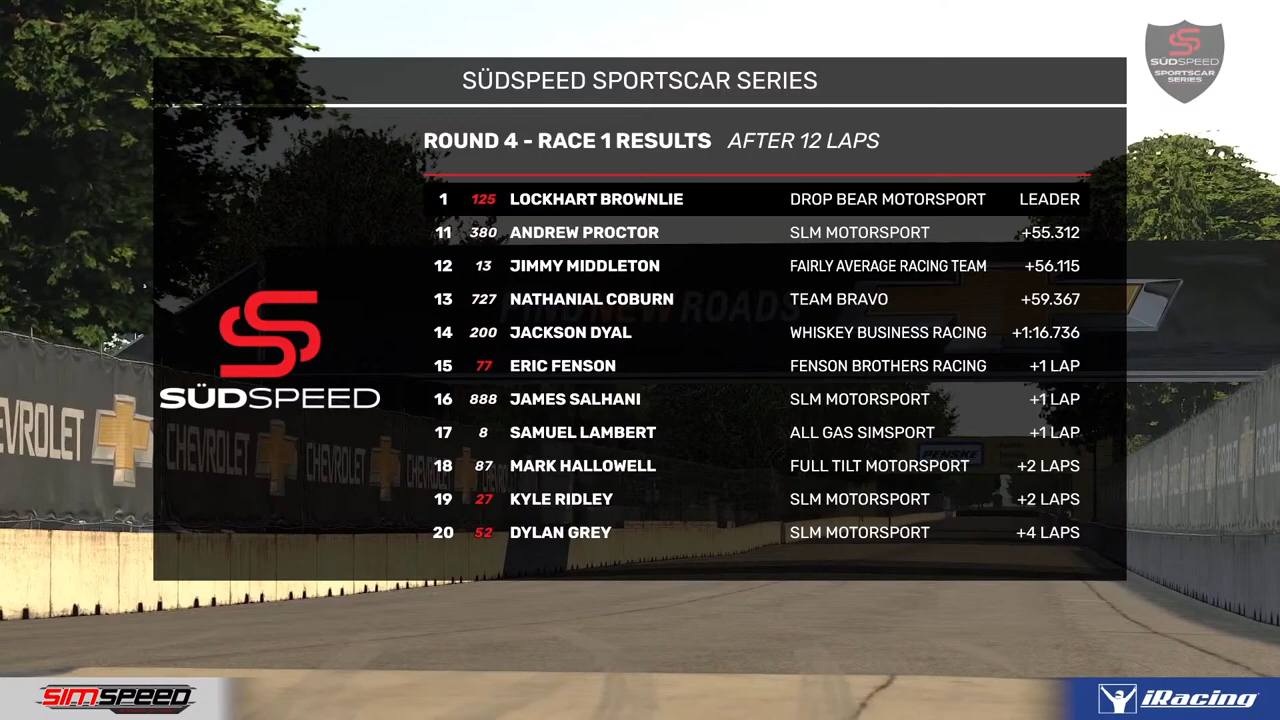 SÜDSPEED SPORTSCAR SERIES
SÜDSPEED
SPORTSCAR
SERIES
ROUND 4 - RACE 1 RESULTS AFTER 12 LAPS
1 125 LOCKHART BROWNLIE DROP BEAR MOTORSPORT LEADER
11 380 ANDREW PROCTOR SLM MOTORSPORT +55.312
12 13 JIMMY MIDDLETON FAIRLY AVERAGE RACING TEAM +56.115
13 727 NATHANIAL COBURN TEAM BRAVO +59.367
14 200 JACKSON DYAL WHISKEY BUSINESS RACING +1:16.736
15 77 ERIC FENSON FENSON BROTHERS RACING +1 LAP
16 888 JAMES SALHANI SLM MOTORSPORT +1 LAP
17 8 SAMUEL LAMBERT ALL GAS SIMSPORT +1 LAP
18 87 MARK HALLOWELL FULL TILT MOTORSPORT +2 LAPS
19 27 KYLE RIDLEY SLM MOTORSPORT +2 LAPS
20 52 DYLAN GREY SLM MOTORSPORT +4 LAPS
SÜDSPEED
FIND NEW ROADS
EVROLET
CHEVROLET
CHEVROLET
CHEVRO
PENSKE
SIMSPEED
iRacing